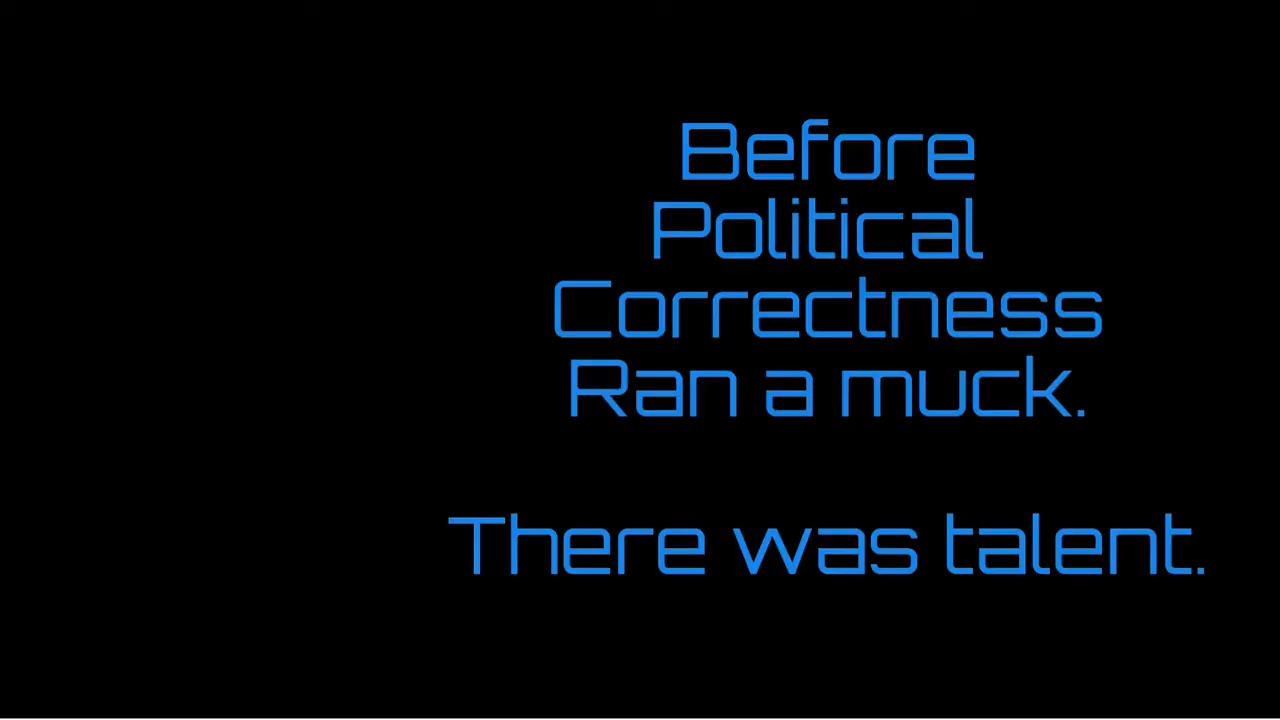 Before
Political
Correctness
Ran a muck.
There was talent.